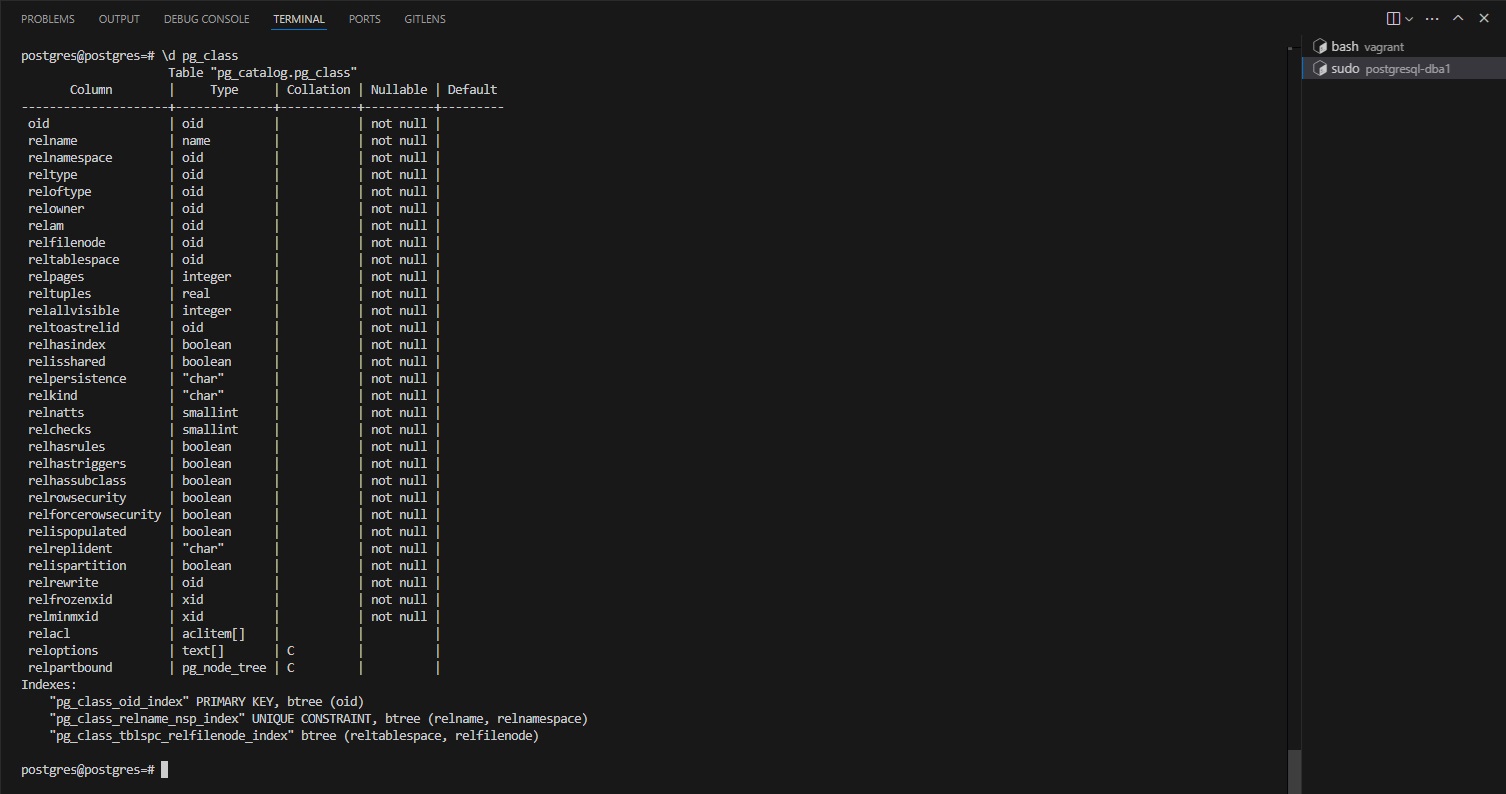 PROBLEMS OUTPUT DEBUG CONSOLE TERMINAL PORTS GITLENS
postgres@postgres=# \d pg_class
                     Table "pg_catalog.pg_class"
       Column        |     Type     | Collation | Nullable | Default
---------------------+--------------+-----------+----------+---------
 oid                 | oid          |           | not null |
 relname             | name         |           | not null |
 relnamespace        | oid          |           | not null |
 reltype             | oid          |           | not null |
 reloftype           | oid          |           | not null |
 relowner            | oid          |           | not null |
 relam               | oid          |           | not null |
 relfilenode         | oid          |           | not null |
 reltablespace       | oid          |           | not null |
 relpages            | integer      |           | not null |
 reltuples           | real         |           | not null |
 relallvisible       | integer      |           | not null |
 reltoastrelid       | oid          |           | not null |
 relhasindex         | boolean      |           | not null |
 relisshared         | boolean      |           | not null |
 relpersistence      | "char"       |           | not null |
 relkind             | "char"       |           | not null |
 relnatts            | smallint     |           | not null |
 relchecks           | smallint     |           | not null |
 relhasrules         | boolean      |           | not null |
 relhastriggers      | boolean      |           | not null |
 relhassubclass      | boolean      |           | not null |
 relrowsecurity      | boolean      |           | not null |
 relforcerowsecurity | boolean      |           | not null |
 relispopulated      | boolean      |           | not null |
 relreplident        | "char"       |           | not null |
 relispartition      | boolean      |           | not null |
 relrewrite          | oid          |           | not null |
 relfrozenxid        | xid          |           | not null |
 relminmxid          | xid          |           | not null |
 relacl              | aclitem[]    |           |          |
 reloptions          | text[]       | C         |          |
 relpartbound        | pg_node_tree | C         |          |
Indexes:
    "pg_class_oid_index" PRIMARY KEY, btree (oid)
    "pg_class_relname_nsp_index" UNIQUE CONSTRAINT, btree (relname, relnamespace)
    "pg_class_tblspc_relfilenode_index" btree (reltablespace, relfilenode)
postgres@postgres=#
bash vagrant
sudo postgresql-dba1